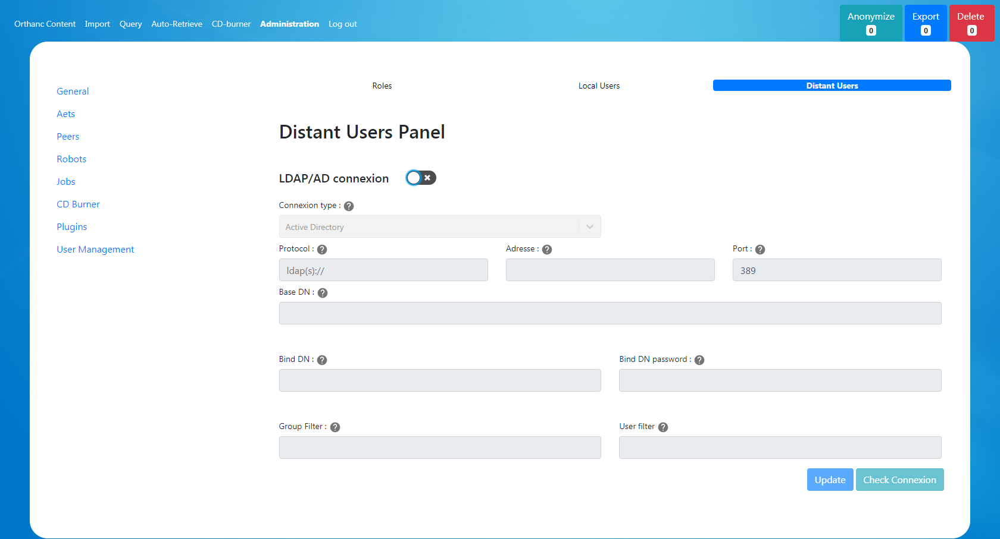 Orthanc Content Import Query Auto-Retrieve CD-burner Administration Log out
Anonymize
0
Export
0
Delete
0
General
Aets
Peers
Robots
Jobs
CD Burner
Plugins
User Management
Roles Local Users Distant Users
Distant Users Panel
LDAP/AD connexion
Connexion type :
Active Directory
Protocol : Adresse : Port :
ldap(s):// 389
Base DN :
Bind DN : Bind DN password :
Group Filter : User filter
Update Check Connexion